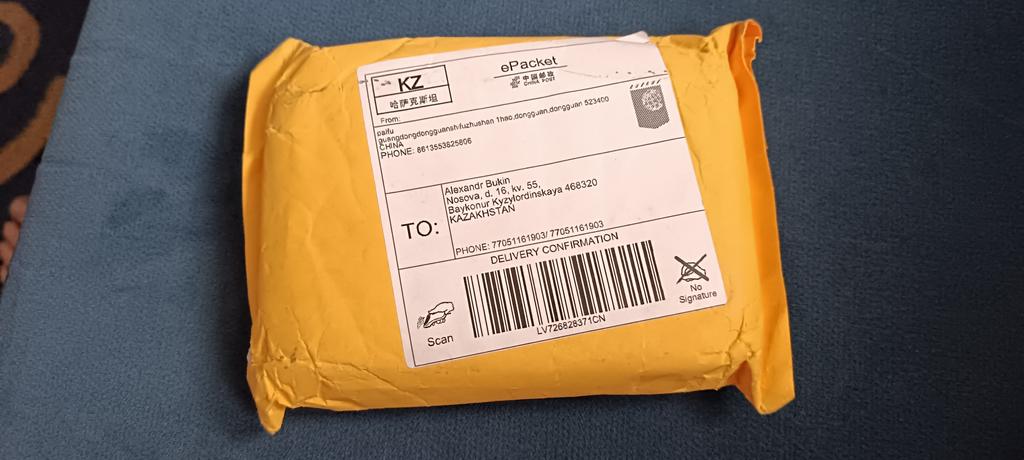 KZ
哈萨克斯坦
ePacket
中国邮政
CHINA POST
From:
paifu
guangdongdongguanshifuzhushan 1hao,dongguan,dongguan 523400
CHINA
PHONE: 8613553825806
TO:
Alexandr Bukin
Nosova, d. 16, kv. 55,
Baykonur Kyzylordinskaya 468320
KAZAKHSTAN
PHONE: 77051161903/ 77051161903
DELIVERY CONFIRMATION
Scan
LV726828371CN
No
Signature